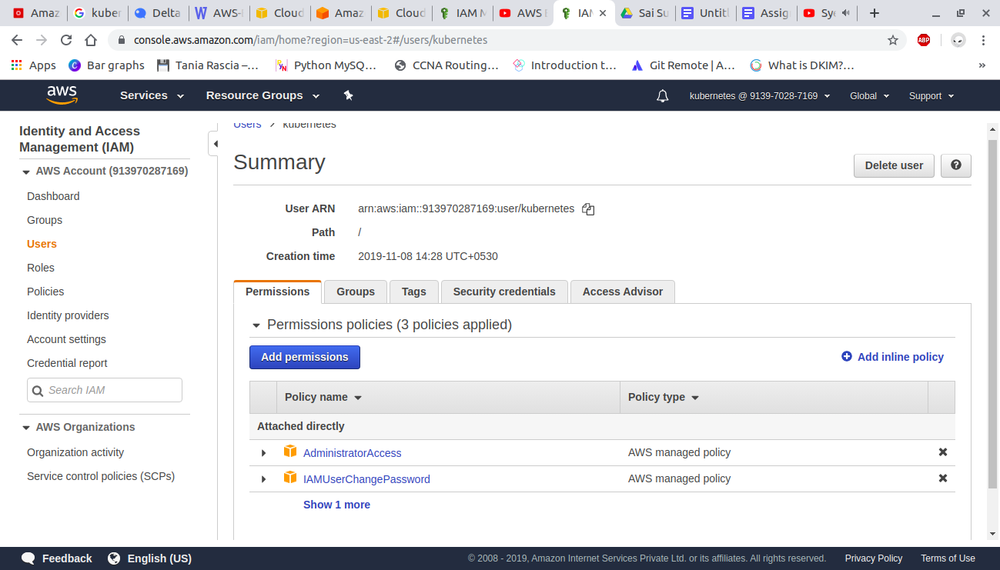 Amaz
kuber
Delta
AWS-
Cloud
Amaz
Cloud
IAM M
AWS E
IAM
Sai Su
Untitl
Assig
Sy
console.aws.amazon.com/iam/home?region=us-east-2#/users/kubernetes
ABP
Apps
Bar graphs
Tania Rascia –...
Python MySQ...
CCNA Routing...
Introduction t...
Git Remote | A...
What is DKIM?...
»
aws
Services
Resource Groups
kubernetes @ 9139-7028-7169
Global
Support
Identity and Access
Management (IAM)
AWS Account (913970287169)
Dashboard
Groups
Users
Roles
Policies
Identity providers
Account settings
Credential report
Search IAM
AWS Organizations
Organization activity
Service control policies (SCPs)
Users > kubernetes
Summary
Delete user
?
User ARN arn:aws:iam::913970287169:user/kubernetes
Path /
Creation time 2019-11-08 14:28 UTC+0530
Permissions
Groups
Tags
Security credentials
Access Advisor
Permissions policies (3 policies applied)
Add permissions
Add inline policy
Policy name
Policy type
Attached directly
AdministratorAccess AWS managed policy
IAMUserChangePassword AWS managed policy
Show 1 more
Feedback
English (US)
© 2008 - 2019, Amazon Internet Services Private Ltd. or its affiliates. All rights reserved.
Privacy Policy
Terms of Use